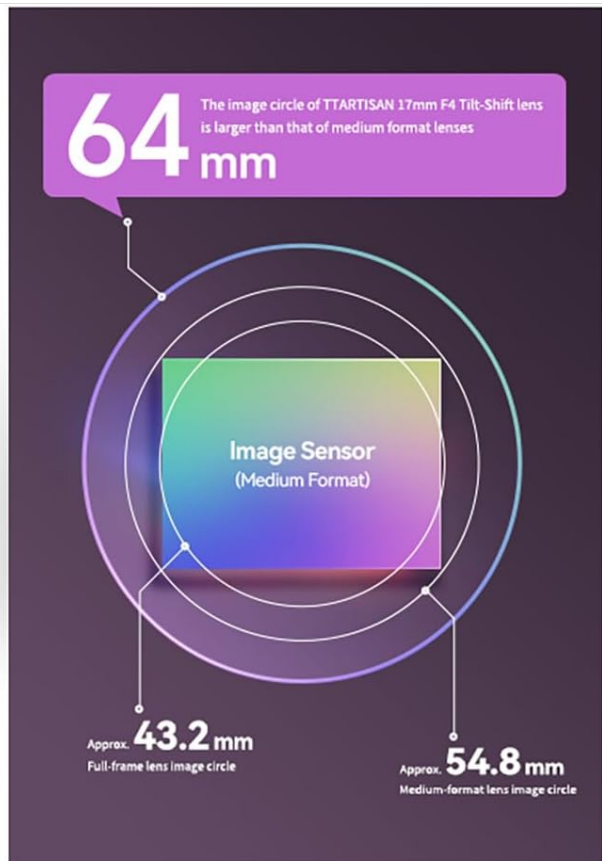 64 mm
The image circle of TTARTISAN 17mm F4 Tilt-Shift lens
is larger than that of medium format lenses
Image Sensor
(Medium Format)
Approx. 43.2 mm
Full-frame lens image circle
Approx. 54.8 mm
Medium-format lens image circle